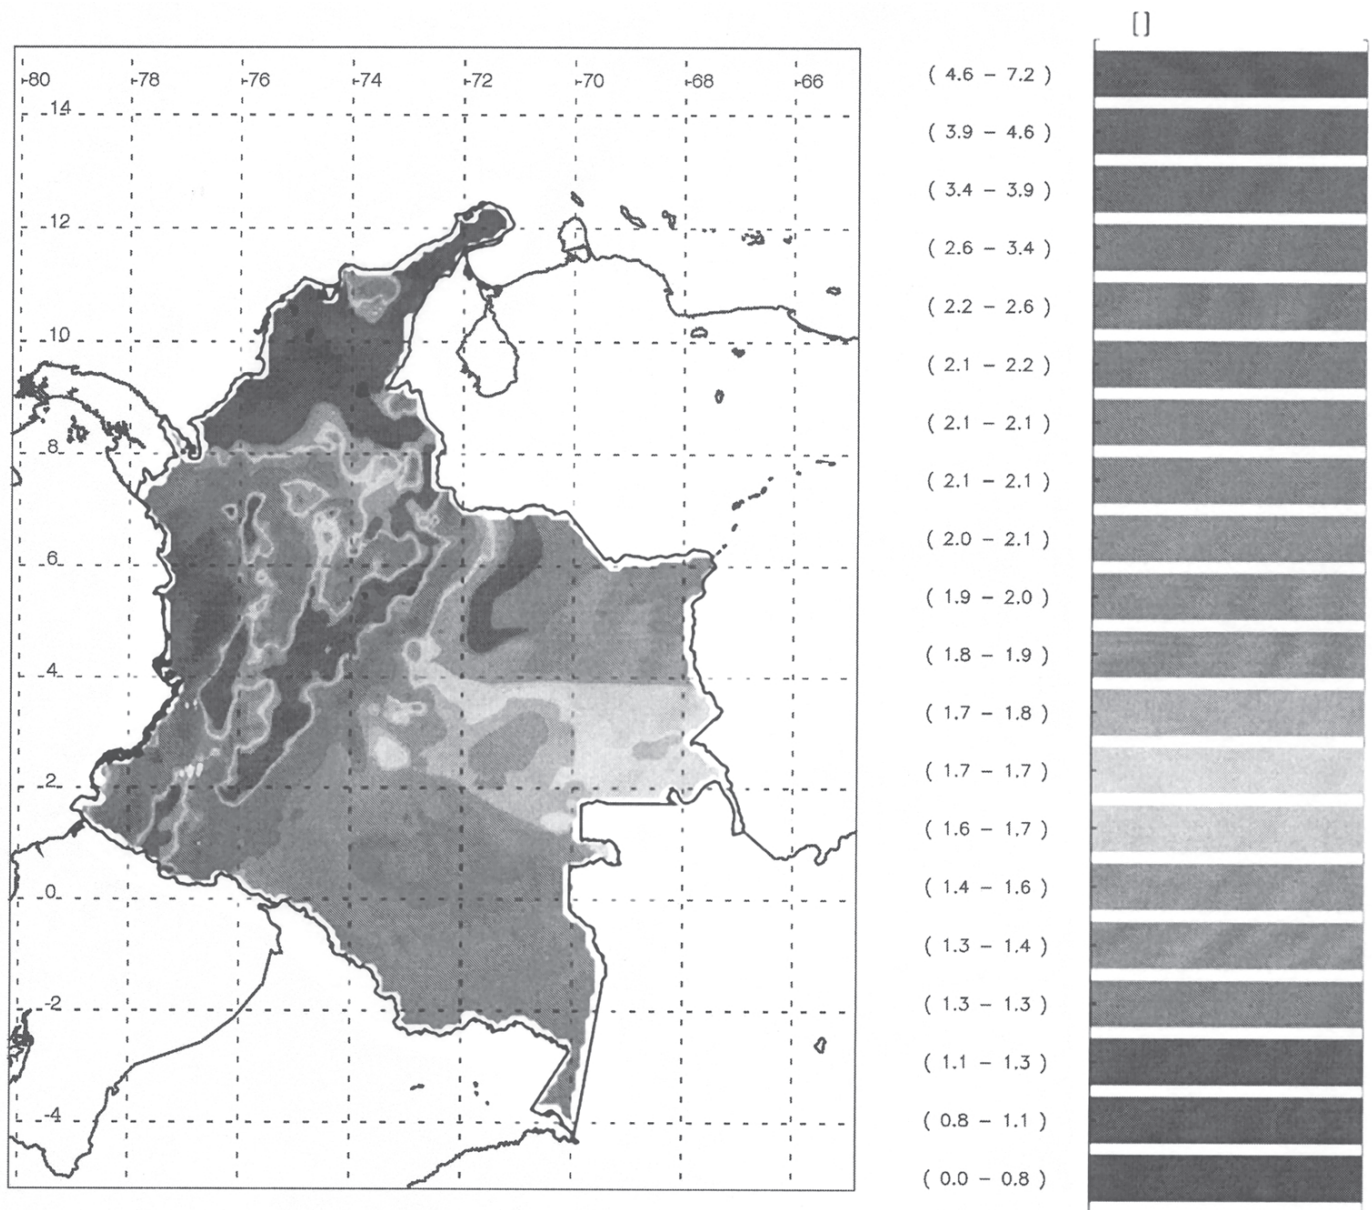 []
-80 -78 -76 -74 -72 -70 -68 -66
14
12
10
8
6
4
2
0
-2
-4
( 4.6 – 7.2 )
( 3.9 – 4.6 )
( 3.4 – 3.9 )
( 2.6 – 3.4 )
( 2.2 – 2.6 )
( 2.1 – 2.2 )
( 2.1 – 2.1 )
( 2.1 – 2.1 )
( 2.0 – 2.1 )
( 1.9 – 2.0 )
( 1.8 – 1.9 )
( 1.7 – 1.8 )
( 1.7 – 1.7 )
( 1.6 – 1.7 )
( 1.4 – 1.6 )
( 1.3 – 1.4 )
( 1.3 – 1.3 )
( 1.1 – 1.3 )
( 0.8 – 1.1 )
( 0.0 – 0.8 )